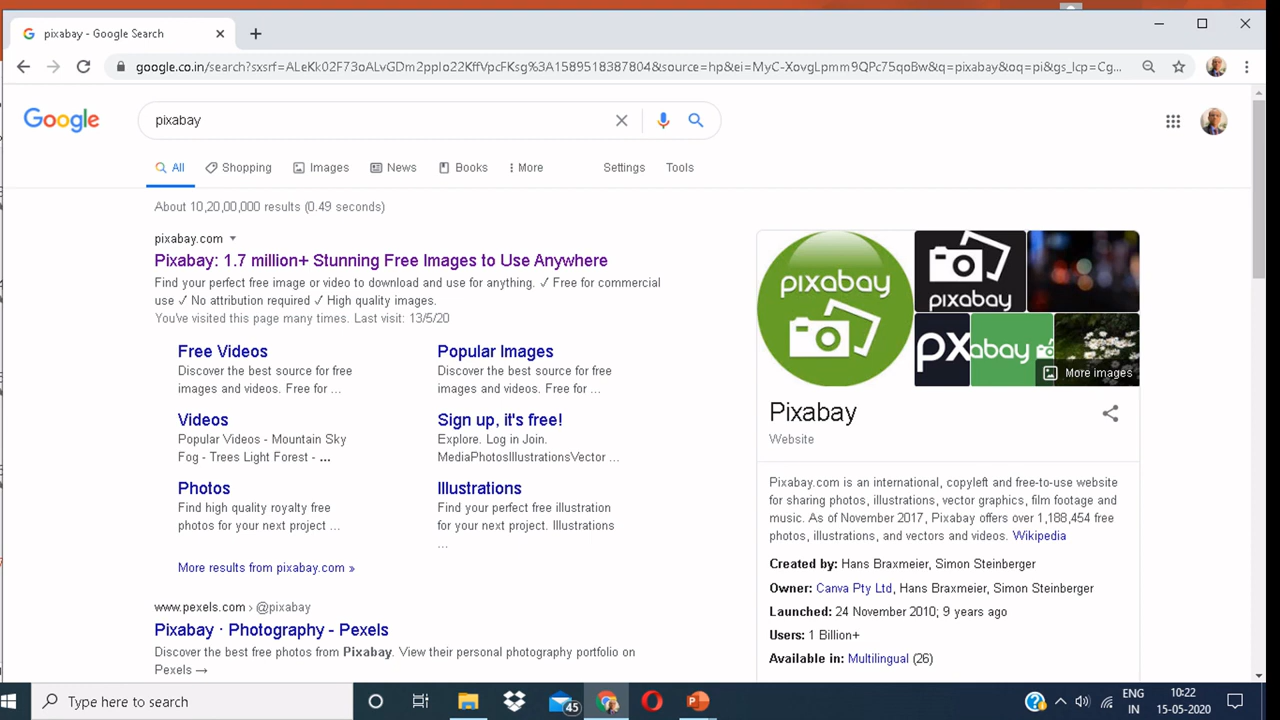 pixabay - Google Search
google.co.in/search?sxsrf=ALeKk02F73oALvGDm2pplo22KffVpcFKsg%3A1589518387804&source=hp&ei=MyC-XovgLpmm9QPc75qoBw&q=pixabay&oq=pi&gs_lcp=Cg...
Google
pixabay
All Shopping Images News Books More Settings Tools
About 10,20,00,000 results (0.49 seconds)
pixabay.com
Pixabay: 1.7 million+ Stunning Free Images to Use Anywhere
Find your perfect free image or video to download and use for anything. ✓ Free for commercial
use ✓ No attribution required ✓ High quality images.
You've visited this page many times. Last visit: 13/5/20
Free Videos
Discover the best source for free
images and videos. Free for ...
Popular Images
Discover the best source for free
images and videos. Free for ...
Videos
Popular Videos - Mountain Sky
Fog - Trees Light Forest - ...
Sign up, it's free!
Explore. Log in Join.
MediaPhotosIllustrationsVector ...
Photos
Find high quality royalty free
photos for your next project ...
Illustrations
Find your perfect free illustration
for your next project. Illustrations
...
More results from pixabay.com »
www.pexels.com › @pixabay
Pixabay · Photography - Pexels
Discover the best free photos from Pixabay. View their personal photography portfolio on
Pexels →
pixabay
pixabay
px
abay
More images
Pixabay
Website
Pixabay.com is an international, copyleft and free-to-use website
for sharing photos, illustrations, vector graphics, film footage and
music. As of November 2017, Pixabay offers over 1,188,454 free
photos, illustrations, and vectors and videos. Wikipedia
Created by: Hans Braxmeier, Simon Steinberger
Owner: Canva Pty Ltd, Hans Braxmeier, Simon Steinberger
Launched: 24 November 2010; 9 years ago
Users: 1 Billion+
Available in: Multilingual (26)
Type here to search
45
ENG
IN
10:22
15-05-2020